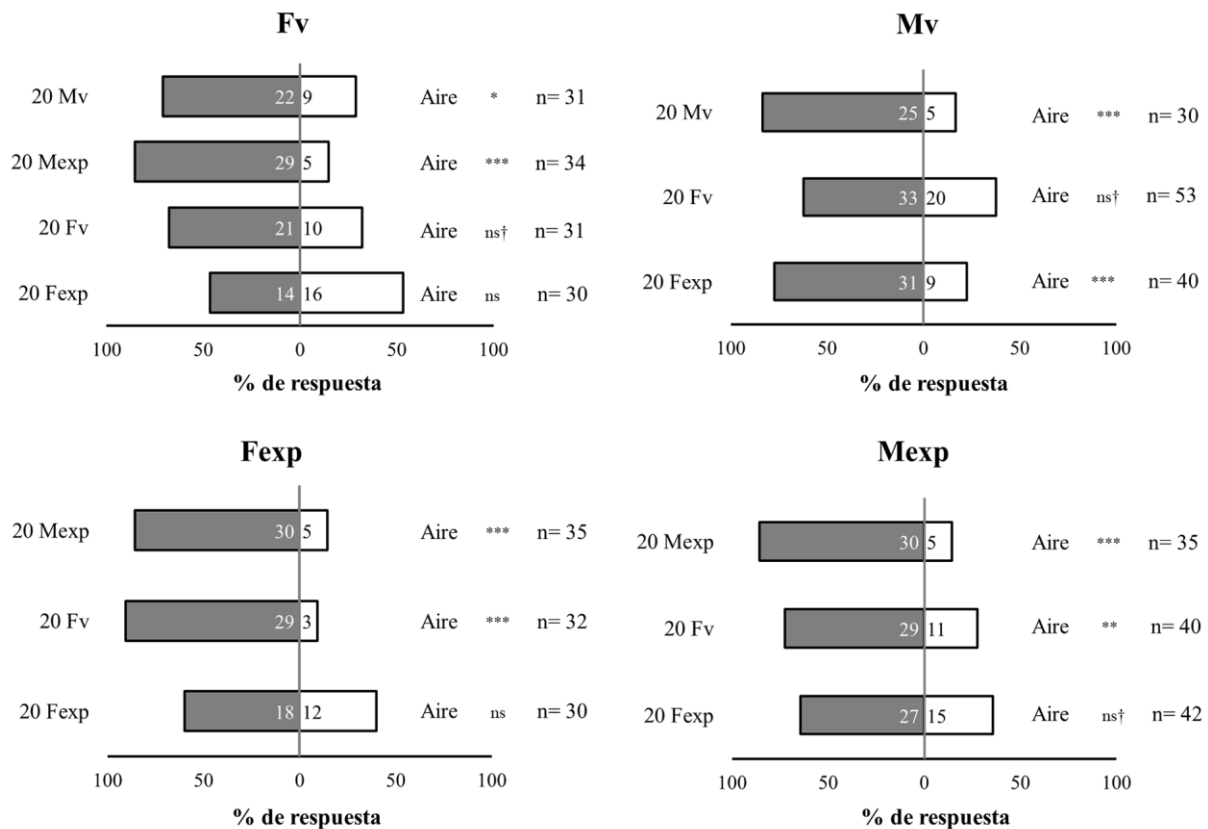 Fv
20 Mv 22 9 Aire * n= 31
20 Mexp 29 5 Aire *** n= 34
20 Fv 21 10 Aire ns† n= 31
20 Fexp 14 16 Aire ns n= 30
100 50 0 50 100
% de respuesta
Mv
20 Mv 25 5 Aire *** n= 30
20 Fv 33 20 Aire ns† n= 53
20 Fexp 31 9 Aire *** n= 40
100 50 0 50 100
% de respuesta
Fexp
20 Mexp 30 5 Aire *** n= 35
20 Fv 29 3 Aire *** n= 32
20 Fexp 18 12 Aire ns n= 30
100 50 0 50 100
% de respuesta
Mexp
20 Mexp 30 5 Aire *** n= 35
20 Fv 29 11 Aire ** n= 40
20 Fexp 27 15 Aire ns† n= 42
100 50 0 50 100
% de respuesta